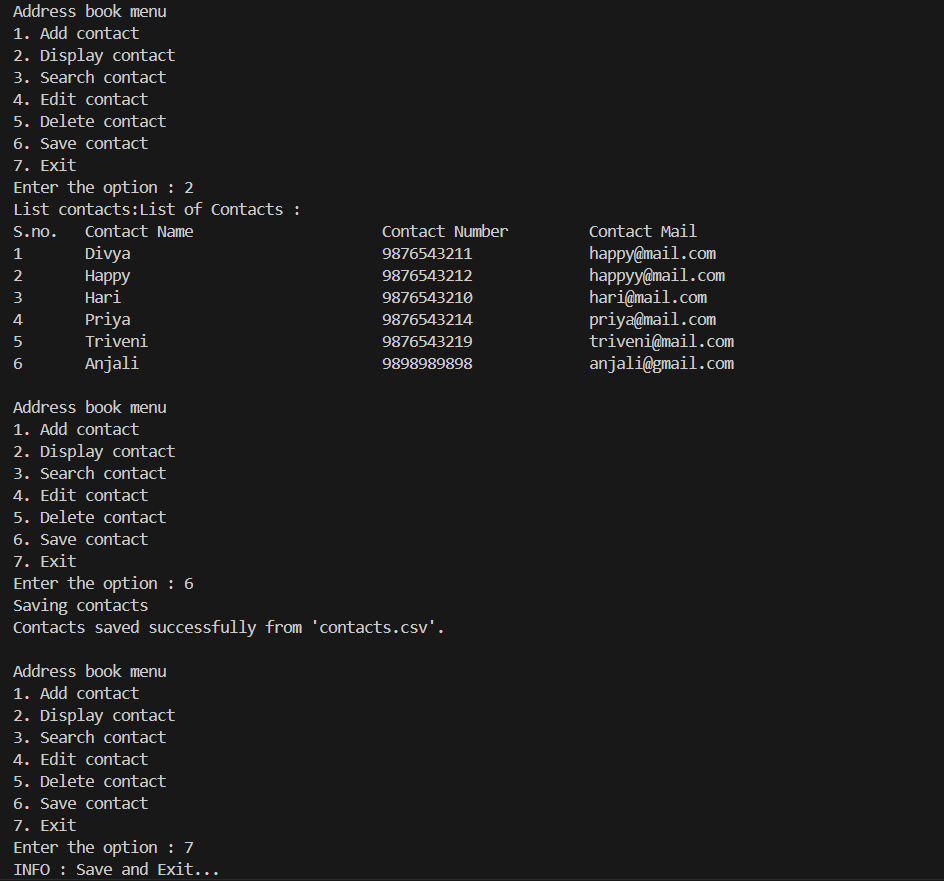 Address book menu
1. Add contact
2. Display contact
3. Search contact
4. Edit contact
5. Delete contact
6. Save contact
7. Exit
Enter the option : 2
List contacts:List of Contacts :
S.no.   Contact Name                     Contact Number         Contact Mail
1       Divya                            9876543211             happy@mail.com
2       Happy                            9876543212             happyy@mail.com
3       Hari                             9876543210             hari@mail.com
4       Priya                            9876543214             priya@mail.com
5       Triveni                          9876543219             triveni@mail.com
6       Anjali                           9898989898             anjali@gmail.com

Address book menu
1. Add contact
2. Display contact
3. Search contact
4. Edit contact
5. Delete contact
6. Save contact
7. Exit
Enter the option : 6
Saving contacts
Contacts saved successfully from 'contacts.csv'.

Address book menu
1. Add contact
2. Display contact
3. Search contact
4. Edit contact
5. Delete contact
6. Save contact
7. Exit
Enter the option : 7
INFO : Save and Exit...